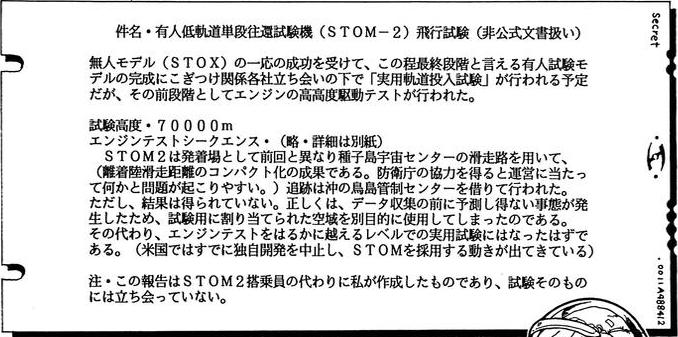 件名・有人低軌道単段往還試験機（ＳＴＯＭ－２）飛行試験（非公式文書扱い）
無人モデル（ＳＴＯＸ）の一応の成功を受けて、この程最終段階と言える有人試験モ
デルの完成にこぎつけ関係各社立ち会いの下で「実用軌道投入試験」が行われる予定
だが、その前段階としてエンジンの高高度駆動テストが行われた。
試験高度・７００００ｍ
エンジンテストシークエンス・（略・詳細は別紙）
ＳＴＯＭ２は発着場として前回と異なり種子島宇宙センターの滑走路を用いて、
（離着陸滑走距離のコンパクト化の成果である。防衛庁の協力を得ると運営に当たっ
て何かと問題が起こりやすい。）追跡は沖の鳥島管制センターを借りて行われた。
ただし、結果は得られていない。正しくは、データ収集の前に予測し得ない事態が発
生したため、試験用に割り当てられた空域を別目的に使用してしまったのである。
その代わり、エンジンテストをはるかに越えるレベルでの実用試験にはなったはずで
ある。（米国ではすでに独自開発を中止し、ＳＴＯＭを採用する動きが出てきている）
注・この報告はＳＴＯＭ２搭乗員の代わりに私が作成したものであり、試験そのもの
には立ち会っていない。
Secret